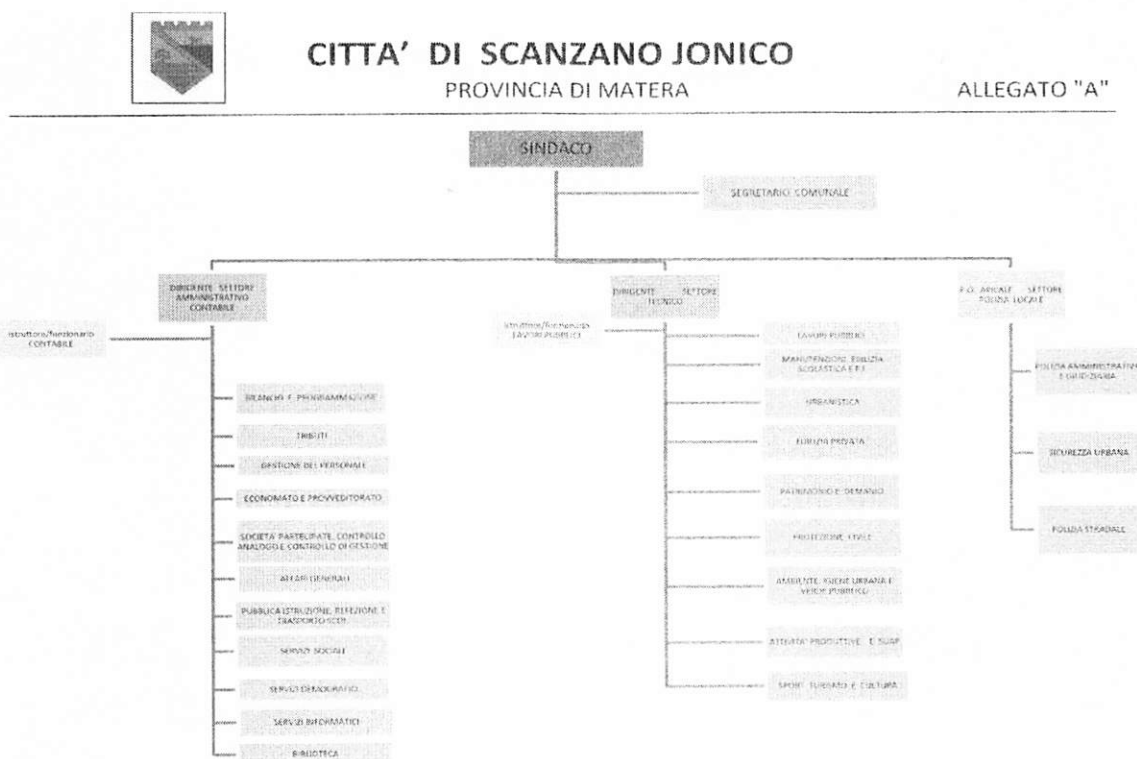 CITTA' DI SCANZANO JONICO
PROVINCIA DI MATERA
ALLEGATO "A"
SINDACO
SEGRETARIO COMUNALE
DIRIGENTE SETTORE
AMMINISTRATIVO
CONTABILE
istruttore/funzionario
CONTABILE
BILANCIO E PROGRAMMAZIONE
TRIBUTI
GESTIONE DEL PERSONALE
ECONOMATO E PROVVEDITORATO
SOCIETA' PARTECIPATE, CONTROLLO
ANALOGO E CONTROLLO DI GESTIONE
AFFARI GENERALI
PUBBLICA ISTRUZIONE, REFEZIONE E
TRASPORTO SCOL.
SERVIZI SOCIALI
SERVIZI DEMOGRAFICI
SERVIZI INFORMATICI
BIBLIOTECA
DIRIGENTE SETTORE
TECNICO
istruttore/funzionario
LAVORI PUBBLICI
LAVORI PUBBLICI
MANUTENZIONI, EDILIZIA
SCOLASTICA E
URBANISTICA
EDILIZIA PRIVATA
PATRIMONIO E DEMANIO
PROTEZIONE CIVILE
AMBIENTE, IGIENE URBANA E
VERDE PUBBLICO
ATTIVITA' PRODUTTIVE E SUAP
SPORT TURISMO E CULTURA
P.O. APICALE SETTORE
POLIZIA LOCALE
POLIZIA AMMINISTRATIVA
E GIUDIZIARIA
SICUREZZA URBANA
POLIZIA STRADALE